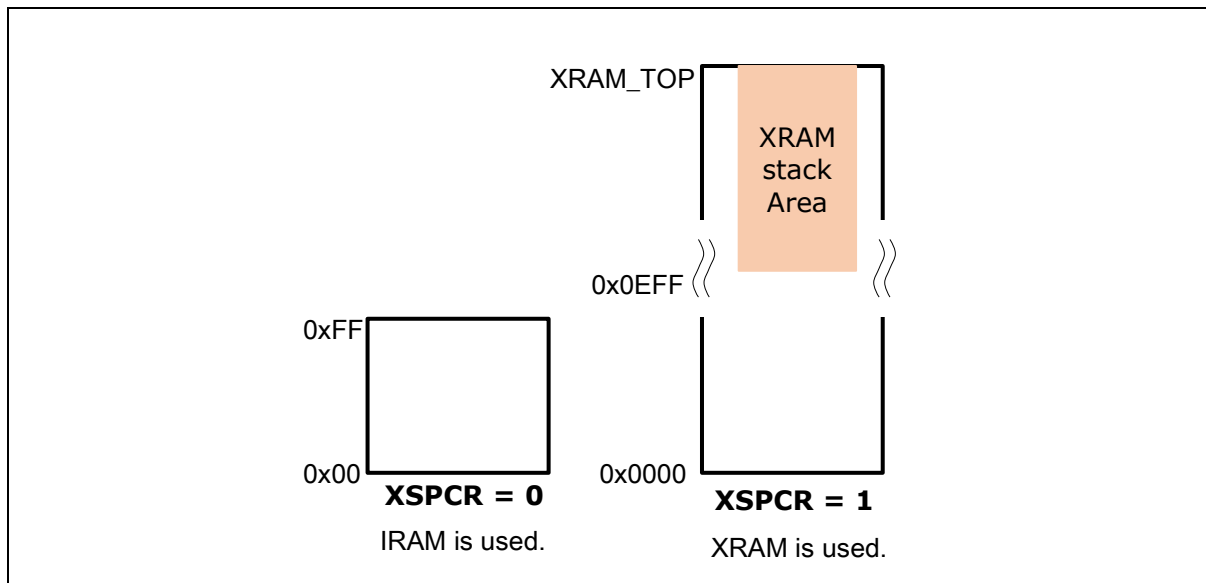 XRAM_TOP
XRAM
stack
Area
0x0EFF
0xFF
0x00
0x0000
XSPCR = 0
XSPCR = 1
IRAM is used.
XRAM is used.